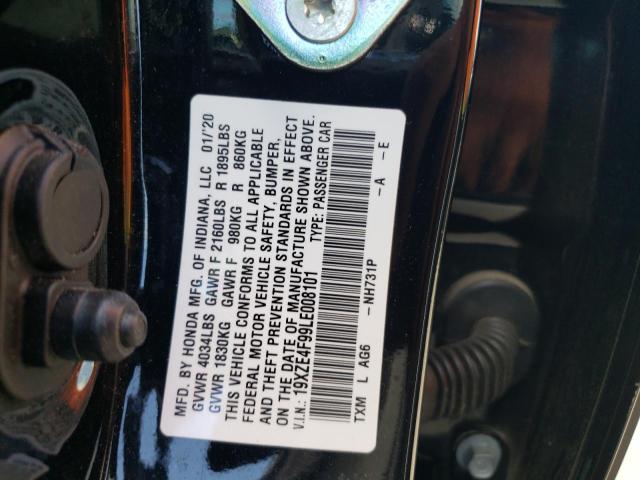 MFD. BY HONDA MFG. OF INDIANA, LLC 01/'20
GVWR 4034LBS GAWR F 2160LBS R 1895LBS
GVWR 1830KG GAWR F 980KG R 860KG
THIS VEHICLE CONFORMS TO ALL APPLICABLE
FEDERAL MOTOR VEHICLE SAFETY, BUMPER,
AND THEFT PREVENTION STANDARDS IN EFFECT
ON THE DATE OF MANUFACTURE SHOWN ABOVE.
V.I.N.: 19XZE4F99LE008101 TYPE: PASSENGER CAR
TXM L AG6 -NH731P -A -E